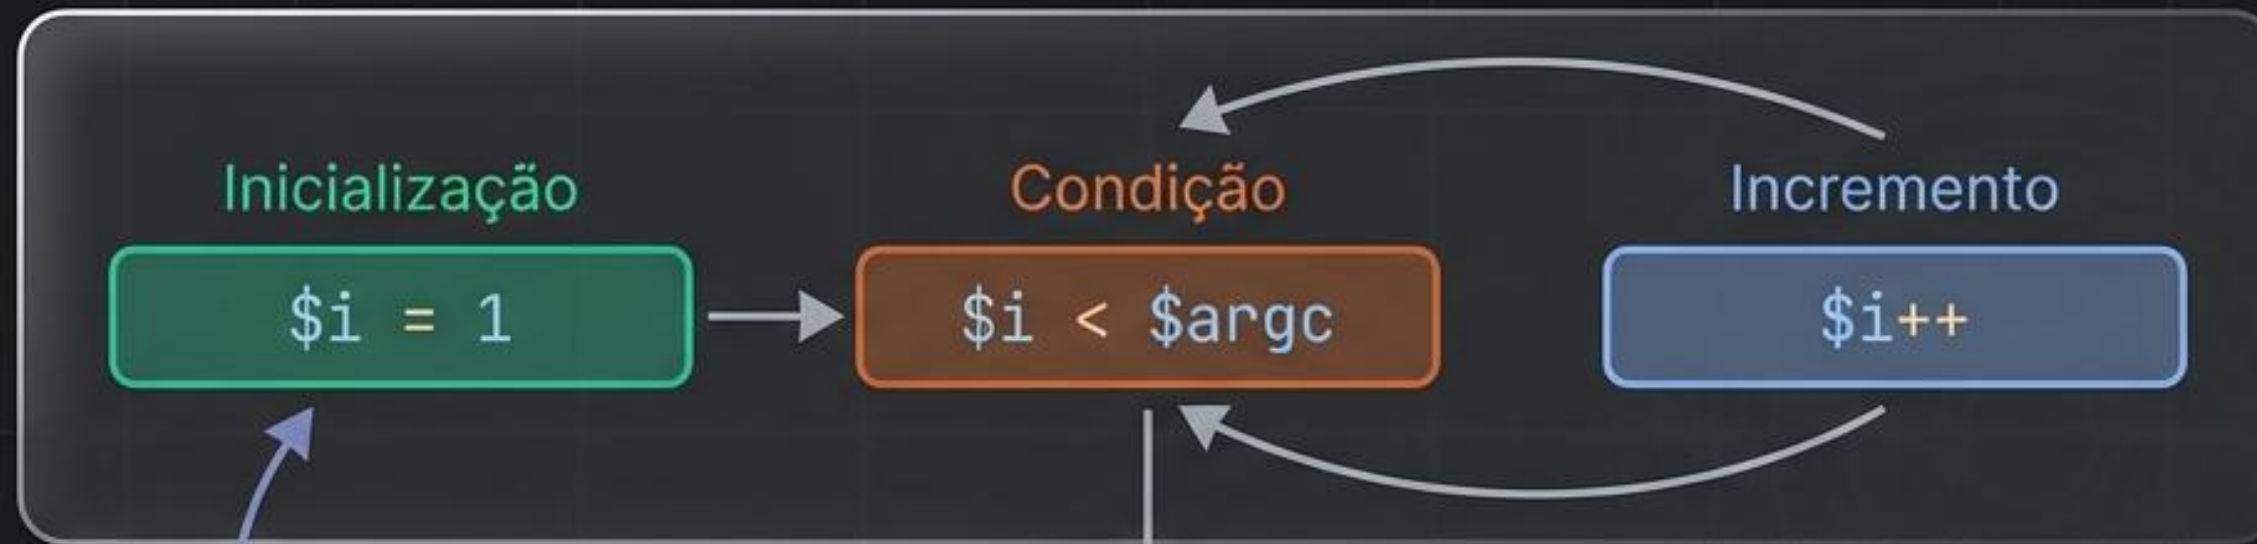 Inicialização
Condição
Incremento
$i = 1
$i < $argc
$i++